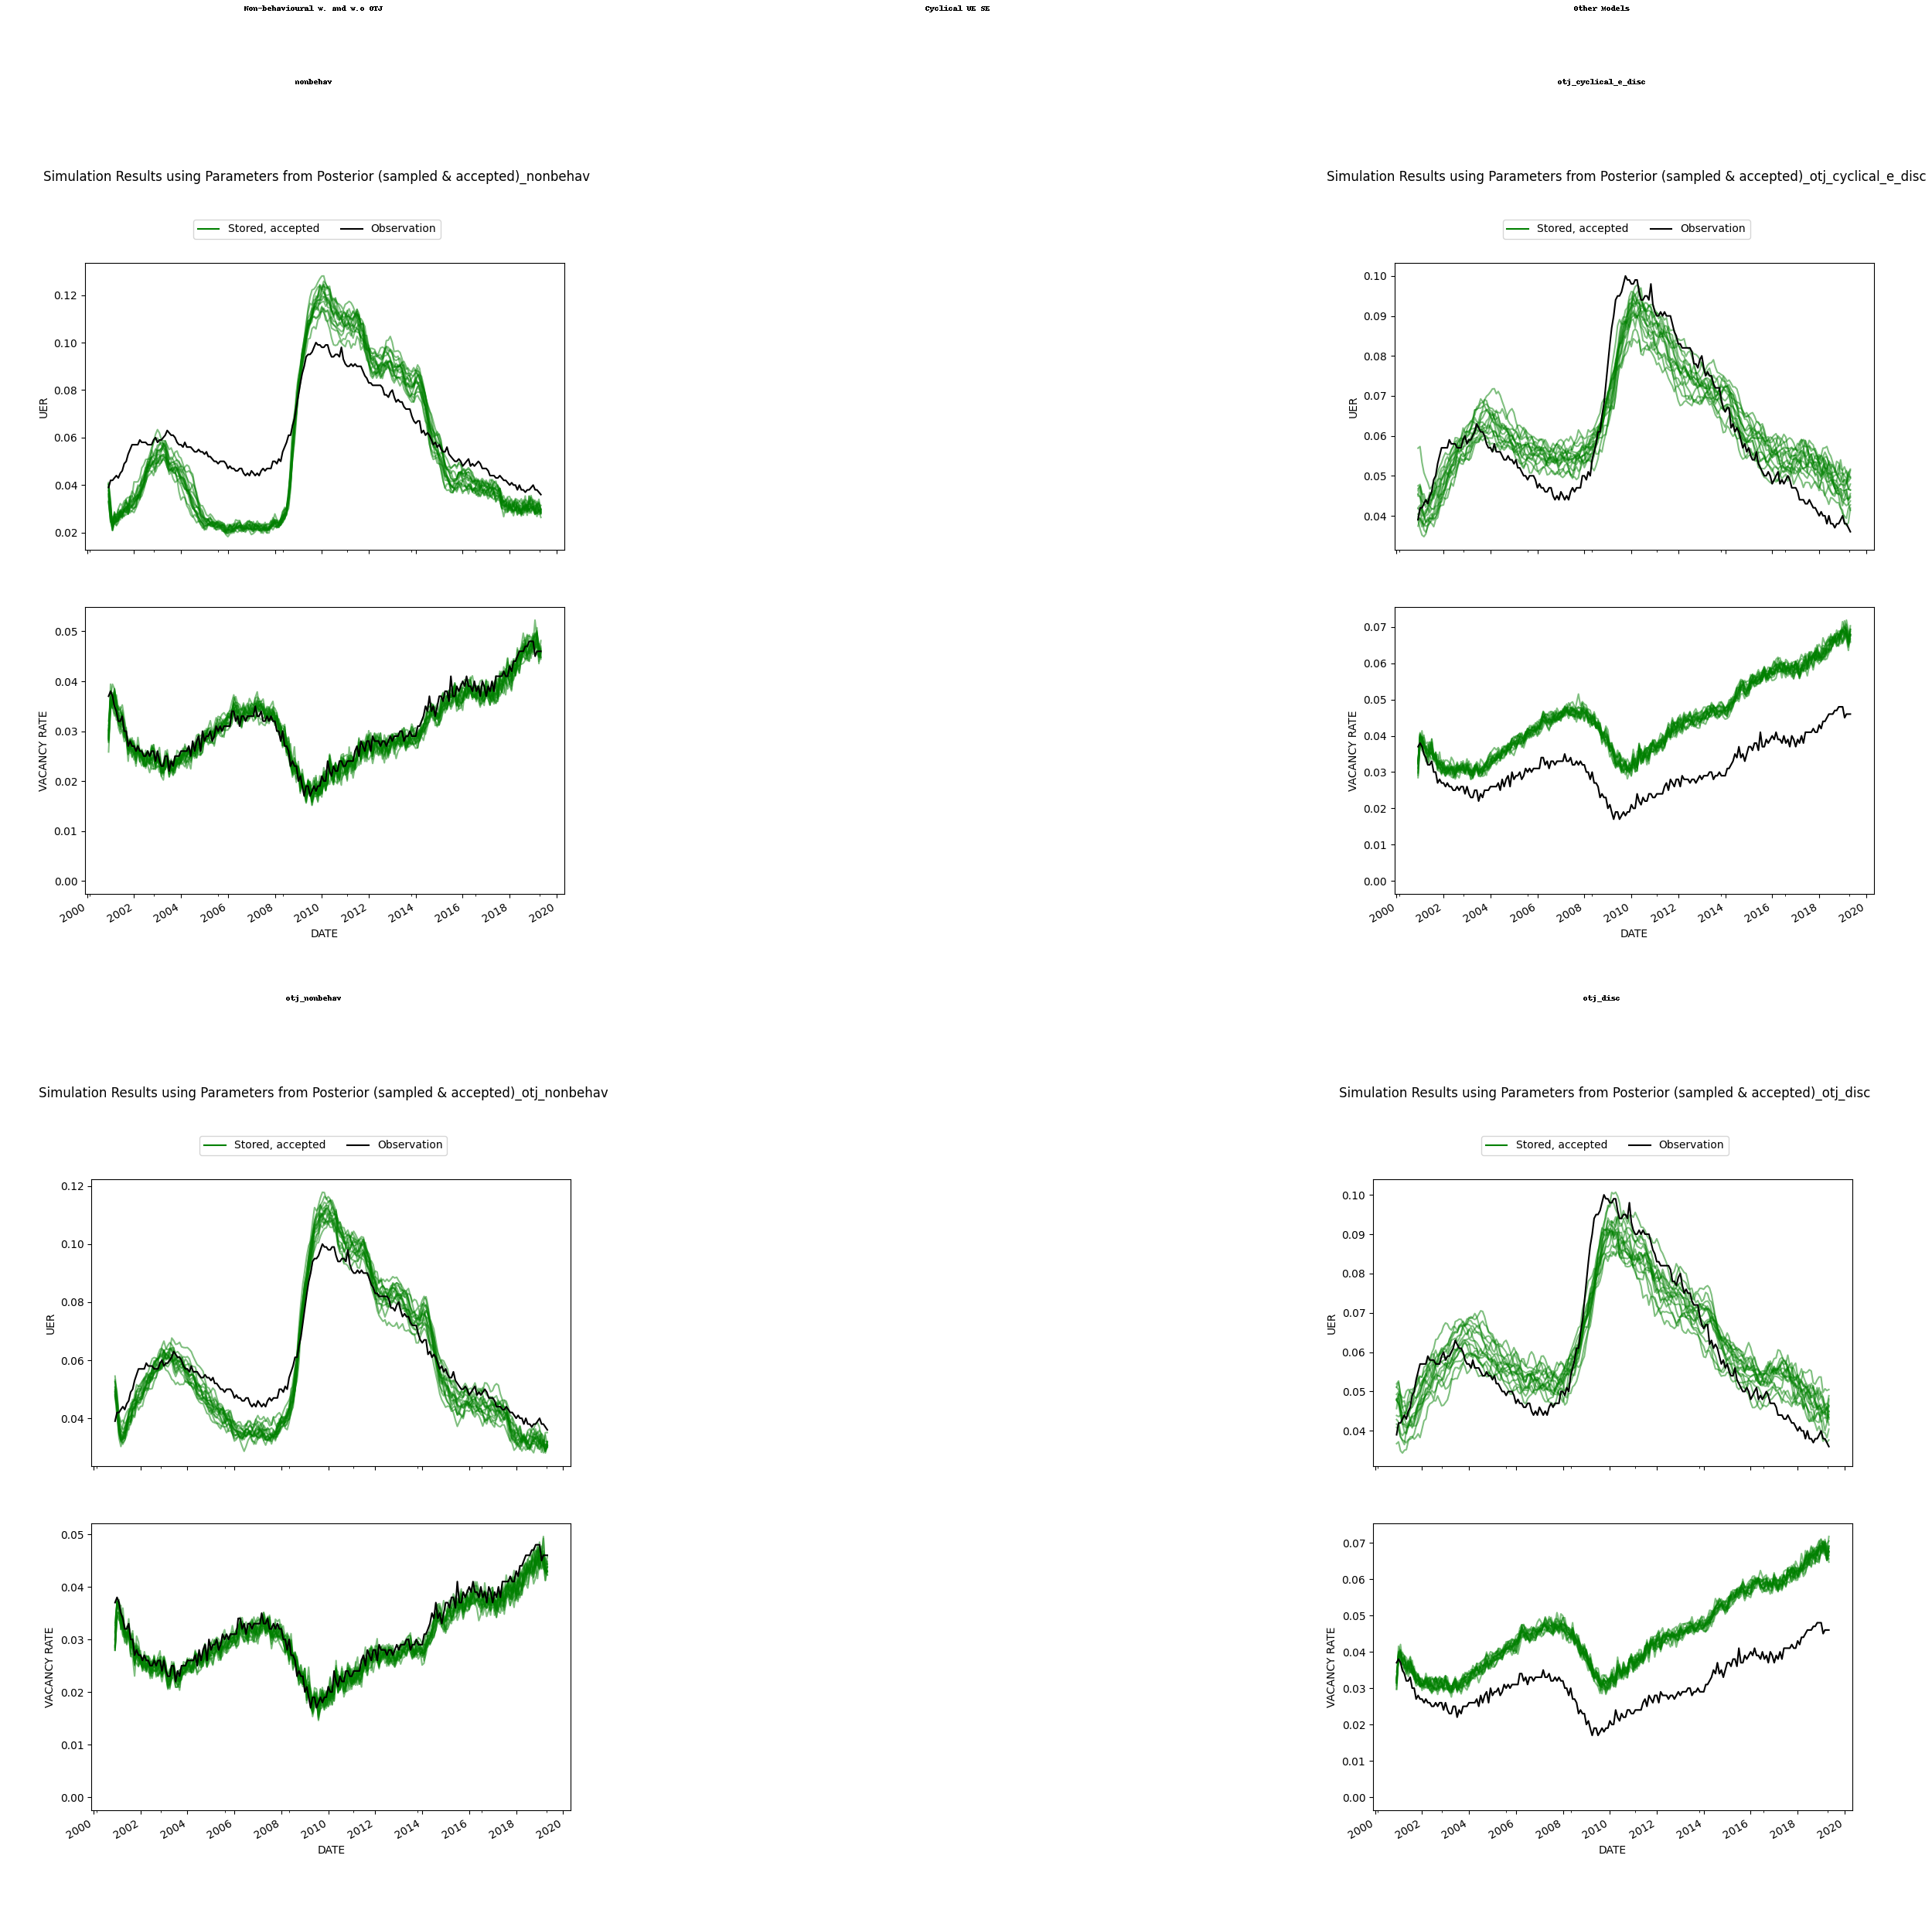 Non-behavioural w. and w.o OTJ
Cyclical UE SE
Other Models
nonbehav
otj_cyclical_e_disc
Simulation Results using Parameters from Posterior (sampled & accepted)_nonbehav
Simulation Results using Parameters from Posterior (sampled & accepted)_otj_cyclical_e_disc
Stored, accepted
Observation
Stored, accepted
Observation
0.12
0.10
0.08
0.06
0.04
0.02
UER
0.10
0.09
0.08
0.07
0.06
0.05
0.04
UER
0.05
0.04
0.03
0.02
0.01
0.00
VACANCY RATE
2000 2002 2004 2006 2008 2010 2012 2014 2016 2018 2020
DATE
0.07
0.06
0.05
0.04
0.03
0.02
0.01
0.00
VACANCY RATE
2000 2002 2004 2006 2008 2010 2012 2014 2016 2018 2020
DATE
otj_nonbehav
otj_disc
Simulation Results using Parameters from Posterior (sampled & accepted)_otj_nonbehav
Simulation Results using Parameters from Posterior (sampled & accepted)_otj_disc
Stored, accepted
Observation
Stored, accepted
Observation
0.12
0.10
0.08
0.06
0.04
UER
0.10
0.09
0.08
0.07
0.06
0.05
0.04
UER
0.05
0.04
0.03
0.02
0.01
0.00
VACANCY RATE
2000 2002 2004 2006 2008 2010 2012 2014 2016 2018 2020
DATE
0.07
0.06
0.05
0.04
0.03
0.02
0.01
0.00
VACANCY RATE
2000 2002 2004 2006 2008 2010 2012 2014 2016 2018 2020
DATE